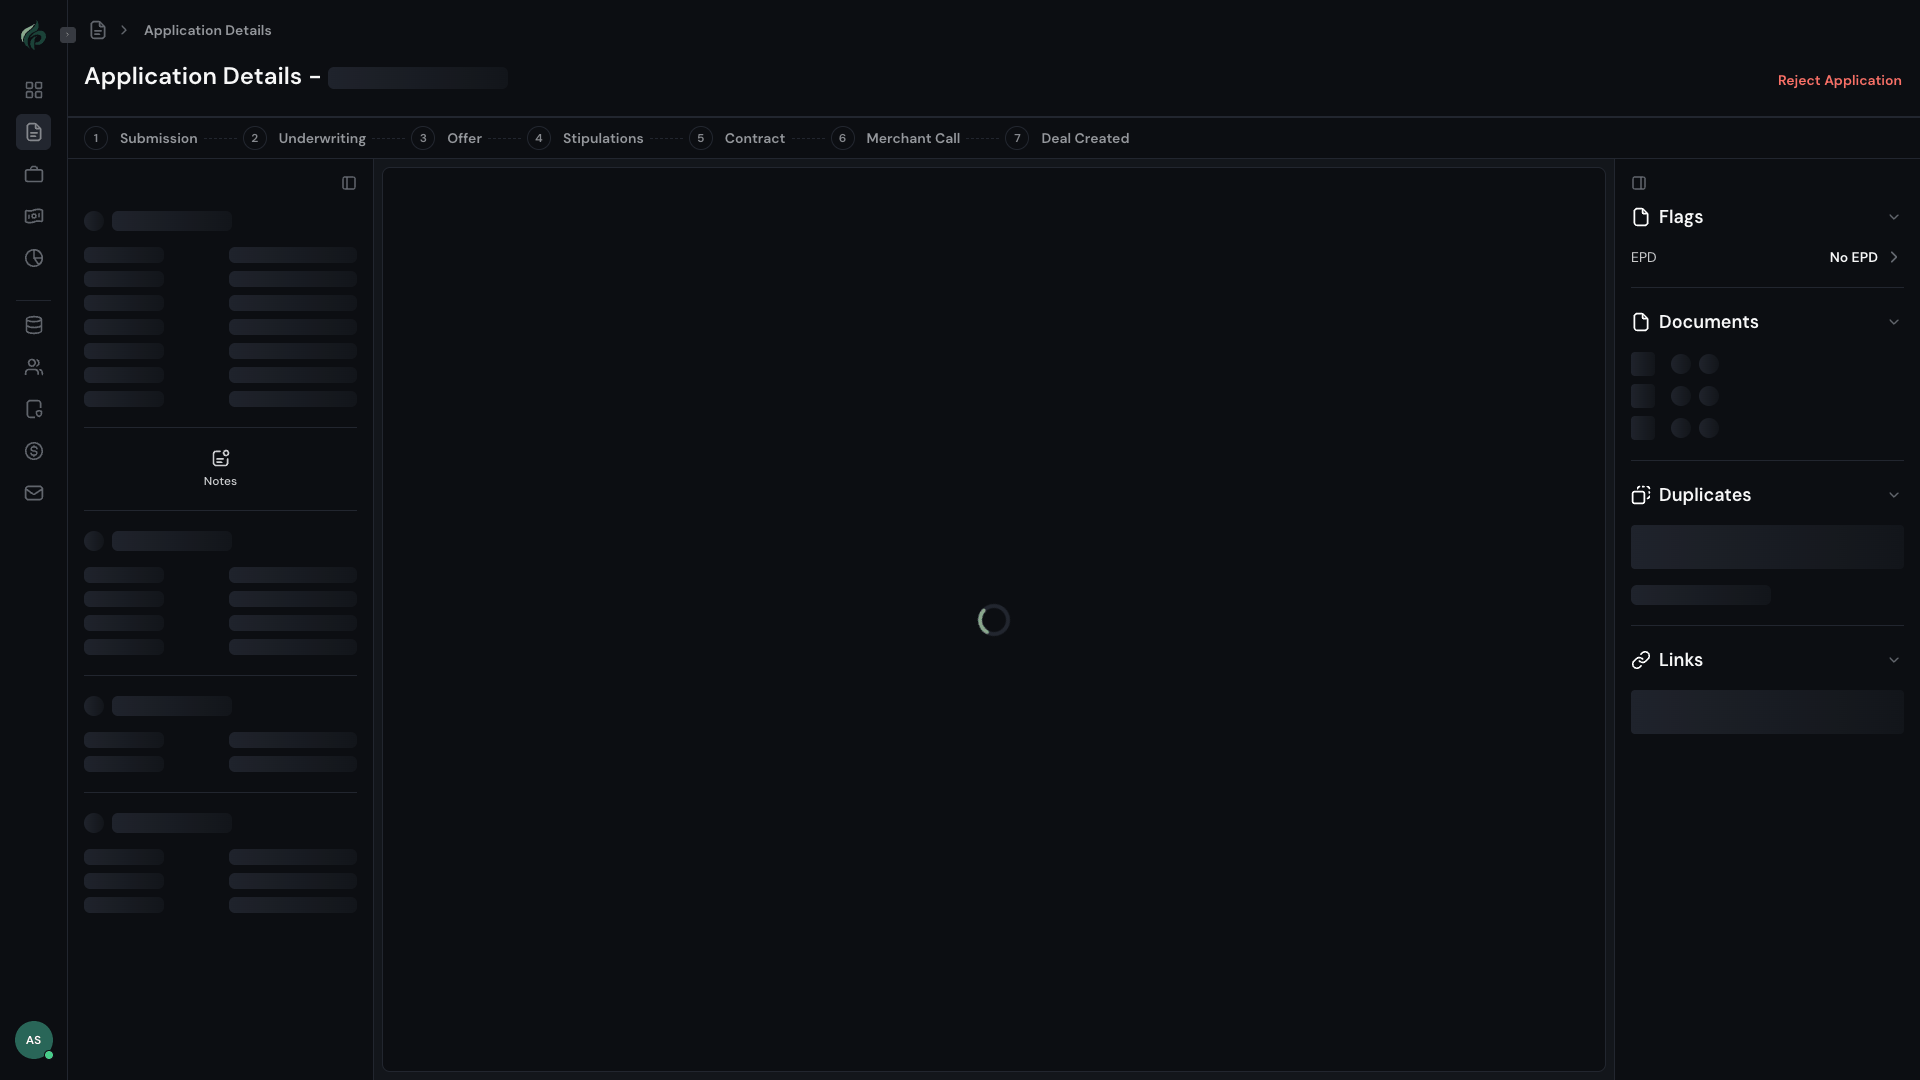 Application Details
Application Details –
Reject Application
1 Submission 2 Underwriting 3 Offer 4 Stipulations 5 Contract 6 Merchant Call 7 Deal Created
Notes
Flags
EPD No EPD
Documents
Duplicates
Links
AS